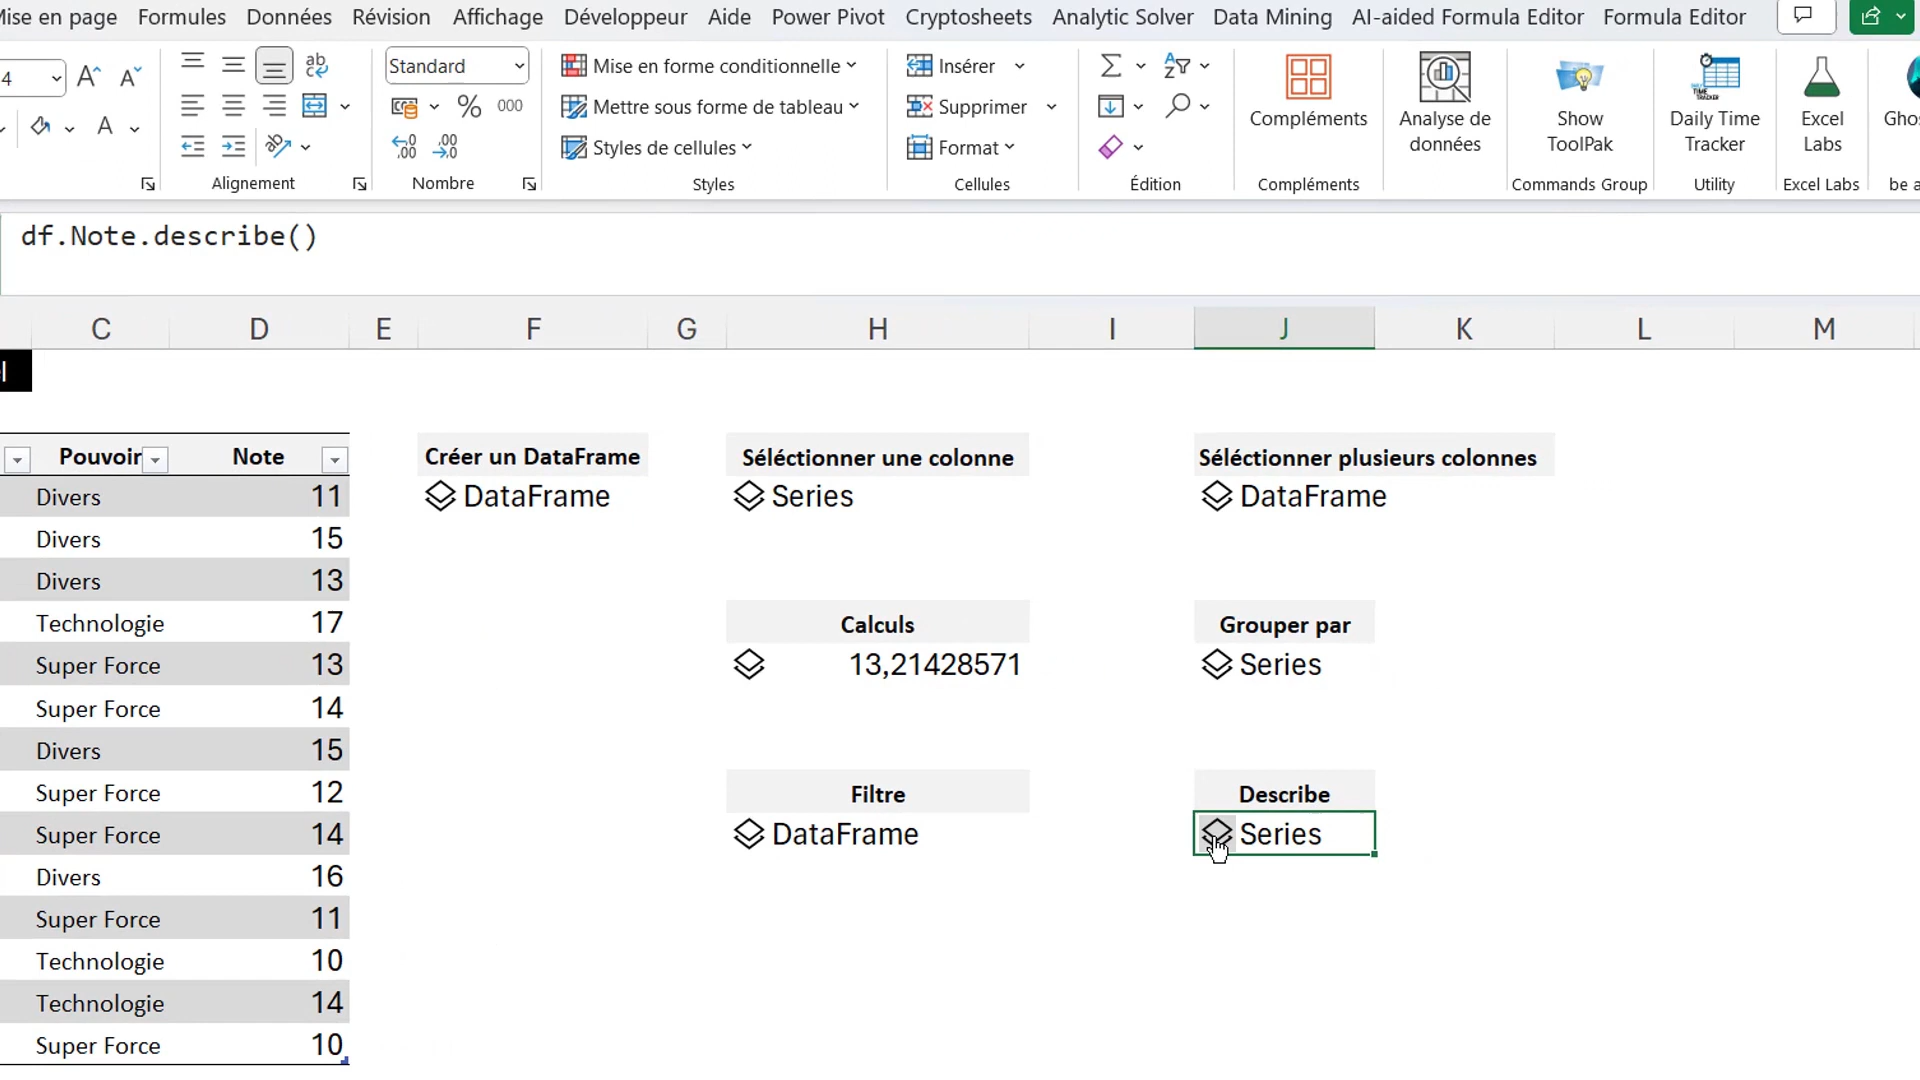 Mise en page Formules Données Révision Affichage Développeur Aide Power Pivot Cryptosheets Analytic Solver Data Mining AI-aided Formula Editor Formula Editor
4 A A ab Standard Mise en forme conditionnelle Insérer
% 000 Mettre sous forme de tableau Supprimer
A Styles de cellules Format
Compléments
Analyse de données
Show ToolPak
Daily Time Tracker
Excel Labs
Alignement Nombre Styles Cellules Édition Compléments Commands Group Utility Excel Labs be a
df.Note.describe()
C D E F G H I J K L M
Pouvoir Note Créer un DataFrame Séléctionner une colonne Séléctionner plusieurs colonnes
Divers 11 DataFrame Series DataFrame
Divers 15
Divers 13
Technologie 17 Calculs Grouper par
Super Force 13 13,21428571 Series
Super Force 14
Divers 15
Super Force 12 Filtre Describe
Super Force 14 DataFrame Series
Divers 16
Super Force 11
Technologie 10
Technologie 14
Super Force 10